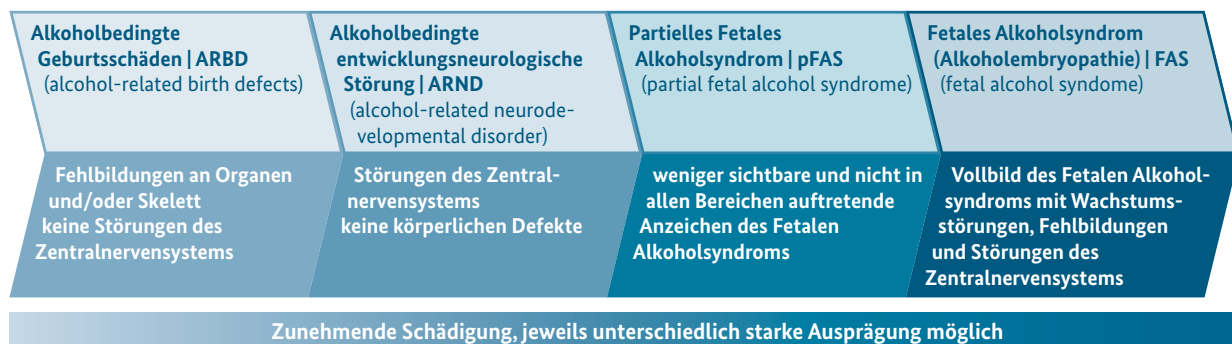 Alkoholbedingte
Geburtsschäden | ARBD
(alcohol-related birth defects)
Fehlbildungen an Organen
und/oder Skelett
keine Störungen des
Zentralnervensystems
Alkoholbedingte
entwicklungsneurologische
Störung | ARND
(alcohol-related neurode-
velopmental disorder)
Störungen des Zentral-
nervensystems
keine körperlichen Defekte
Partielles Fetales
Alkoholsyndrom | pFAS
(partial fetal alcohol syndrome)
weniger sichtbare und nicht in
allen Bereichen auftretende
Anzeichen des Fetalen
Alkoholsyndroms
Fetales Alkoholsyndrom
(Alkoholembryopathie) | FAS
(fetal alcohol syndome)
Vollbild des Fetalen Alkohol-
syndroms mit Wachstums-
störungen, Fehlbildungen
und Störungen des
Zentralnervensystems
Zunehmende Schädigung, jeweils unterschiedlich starke Ausprägung möglich